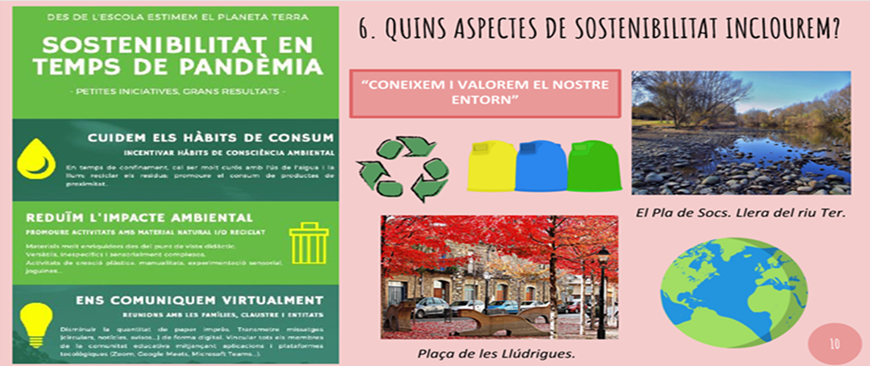 DES DE L'ESCOLA ESTIMEM EL PLANETA TERRA
SOSTENIBILITAT EN
TEMPS DE PANDÈMIA
- PETITES INICIATIVES, GRANS RESULTATS -
CUIDEM ELS HÀBITS DE CONSUM
INCENTIVAR HÀBITS DE CONSCIÈNCIA AMBIENTAL
En temps de confinament, cal ser molt curós amb l'ús de l'aigua i la
llum; reciclar els residus; promoure el consum de productes de
proximitat...
REDUÏM L'IMPACTE AMBIENTAL
PROMOURE ACTIVITATS AMB MATERIAL NATURAL I/O RECICLAT
Materials molt enriquidors des del punt de vista didàctic.
Versàtils, inespecífics i sensorialment complexos.
Activitats de creació plàstica, manualitats, experimentació sensorial,
joguines...
ENS COMUNIQUEM VIRTUALMENT
REUNIONS AMB LES FAMÍLIES, CLAUSTRE I ENTITATS
Disminuir la quantitat de paper imprès. Transmetre missatges
(circulars, notícies, avisos...) de forma digital. Vincular tots els membres
de la comunitat educativa mitjançant aplicacions i plataformes
tecnològiques (Zoom, Google Meets, Microsoft Teams...).
6. QUINS ASPECTES DE SOSTENIBILITAT INCLOUREM?
"CONEIXEM I VALOREM EL NOSTRE
ENTORN"
El Pla de Socs. Llera del riu Ter.
Plaça de les Llúdrigues.
10